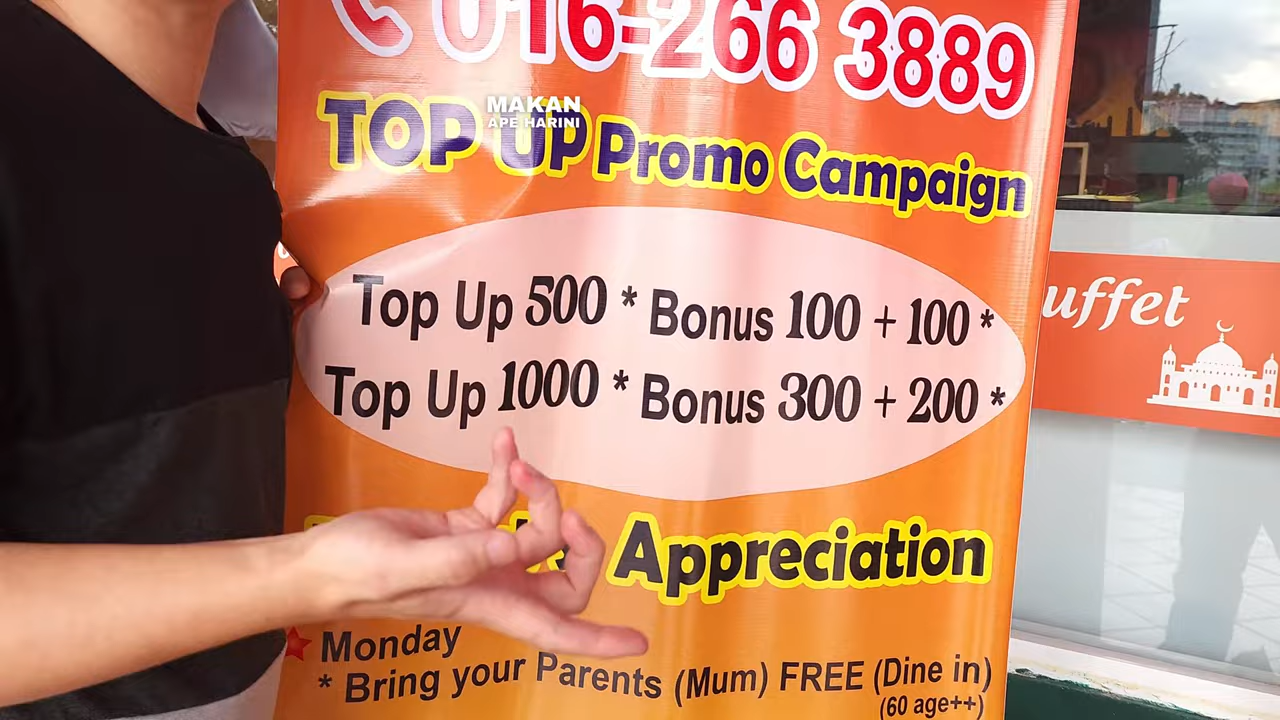 016-266 3889
MAKAN
APE HARINI
TOP UP Promo Campaign
Top Up 500 * Bonus 100 + 100 *
Top Up 1000 * Bonus 300 + 200 *
Appreciation
Monday
* Bring your Parents (Mum) FREE (Dine in)
(60 age++)
uffet